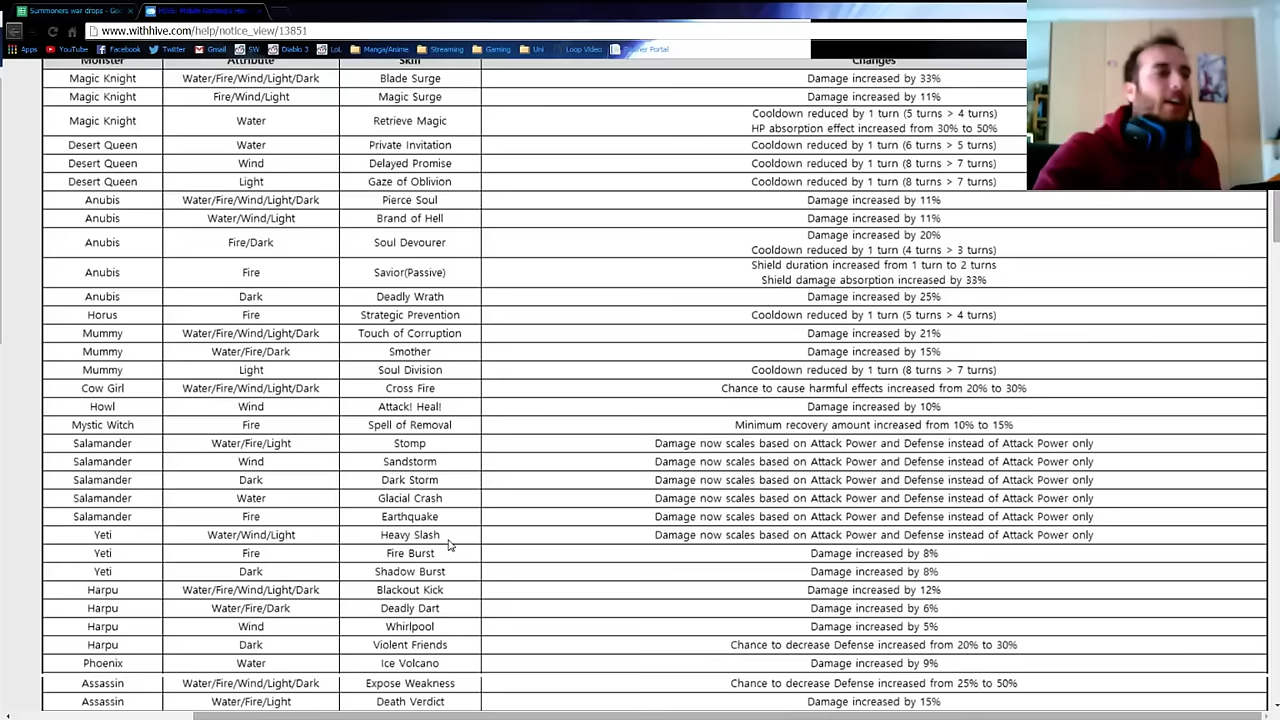 Summoners war drops - Go
HIVE: Mobile Gaming's Ho
www.withhive.com/help/notice_view/13851
Apps YouTube Facebook Twitter Gmail SW Diablo 3 LoL Manga/Anime Streaming Gaming Uni Loop Video Portal
Monster Attribute Skill Changes
Magic Knight Water/Fire/Wind/Light/Dark Blade Surge Damage increased by 33%
Magic Knight Fire/Wind/Light Magic Surge Damage increased by 11%
Magic Knight Water Retrieve Magic Cooldown reduced by 1 turn (5 turns > 4 turns)
HP absorption effect increased from 30% to 50%
Desert Queen Water Private Invitation Cooldown reduced by 1 turn (6 turns > 5 turns)
Desert Queen Wind Delayed Promise Cooldown reduced by 1 turn (8 turns > 7 turns)
Desert Queen Light Gaze of Oblivion Cooldown reduced by 1 turn (8 turns > 7 turns)
Anubis Water/Fire/Wind/Light/Dark Pierce Soul Damage increased by 11%
Anubis Water/Wind/Light Brand of Hell Damage increased by 11%
Anubis Fire/Dark Soul Devourer Damage increased by 20%
Cooldown reduced by 1 turn (4 turns > 3 turns)
Anubis Fire Savior(Passive) Shield duration increased from 1 turn to 2 turns
Shield damage absorption increased by 33%
Anubis Dark Deadly Wrath Damage increased by 25%
Horus Fire Strategic Prevention Cooldown reduced by 1 turn (5 turns > 4 turns)
Mummy Water/Fire/Wind/Light/Dark Touch of Corruption Damage increased by 21%
Mummy Water/Fire/Dark Smother Damage increased by 15%
Mummy Light Soul Division Cooldown reduced by 1 turn (8 turns > 7 turns)
Cow Girl Water/Fire/Wind/Light/Dark Cross Fire Chance to cause harmful effects increased from 20% to 30%
Howl Wind Attack! Heal! Damage increased by 10%
Mystic Witch Fire Spell of Removal Minimum recovery amount increased from 10% to 15%
Salamander Water/Fire/Light Stomp Damage now scales based on Attack Power and Defense instead of Attack Power only
Salamander Wind Sandstorm Damage now scales based on Attack Power and Defense instead of Attack Power only
Salamander Dark Dark Storm Damage now scales based on Attack Power and Defense instead of Attack Power only
Salamander Water Glacial Crash Damage now scales based on Attack Power and Defense instead of Attack Power only
Salamander Fire Earthquake Damage now scales based on Attack Power and Defense instead of Attack Power only
Yeti Water/Wind/Light Heavy Slash Damage now scales based on Attack Power and Defense instead of Attack Power only
Yeti Fire Fire Burst Damage increased by 8%
Yeti Dark Shadow Burst Damage increased by 8%
Harpu Water/Fire/Wind/Light/Dark Blackout Kick Damage increased by 12%
Harpu Water/Fire/Dark Deadly Dart Damage increased by 6%
Harpu Wind Whirlpool Damage increased by 5%
Harpu Dark Violent Friends Chance to decrease Defense increased from 20% to 30%
Phoenix Water Ice Volcano Damage increased by 9%
Assassin Water/Fire/Wind/Light/Dark Expose Weakness Chance to decrease Defense increased from 25% to 50%
Assassin Water/Fire/Light Death Verdict Damage increased by 15%